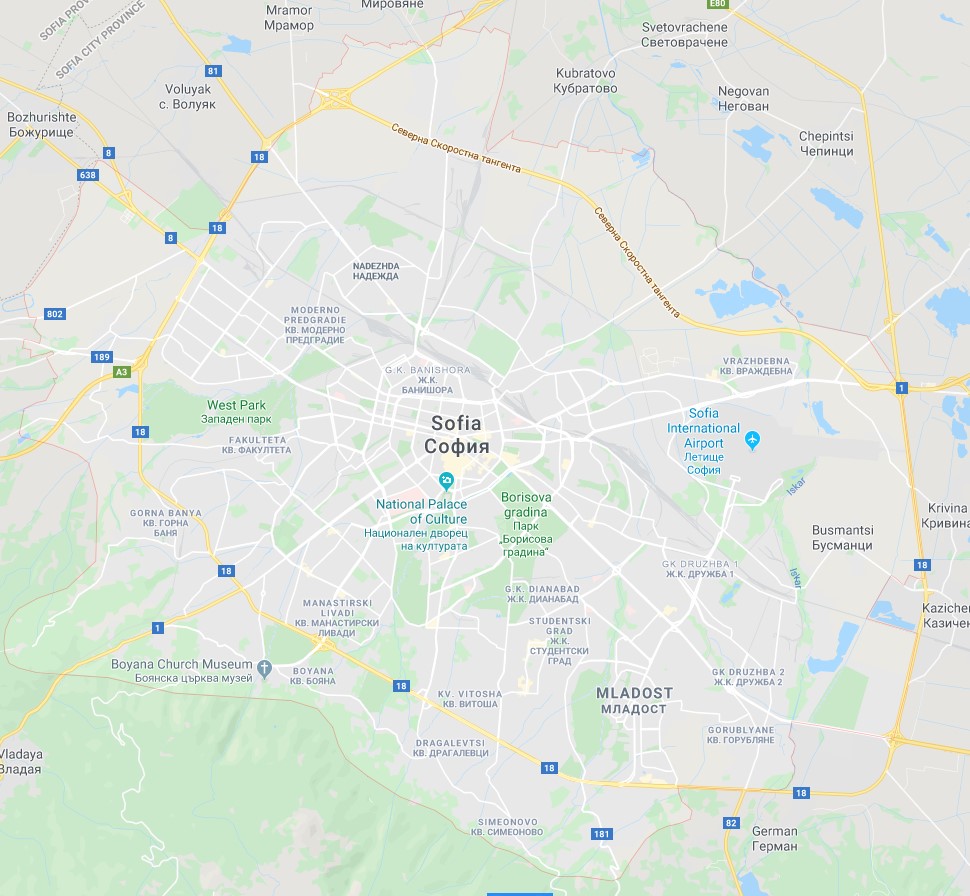 Mramor
Мрамор
Мировяне
E80
SOFIA PROV
SOFIA CITY PROVINCE
Svetovrachene
Световрачене
81
Kubratovo
Кубратово
Voluyak
с. Волуяк
Negovan
Негован
Bozhurishte
Божурище
Северна Скоростна тангента
Chepintsi
Чепинци
8
18
638
18
8
Северна Скоростна тангента
NADEZHDA
НАДЕЖДА
802
MODERNO
PREDGRADIE
КВ. МОДЕРНО
ПРЕДГРАДИЕ
189
A3
G.K. BANISHORA
Ж.К.
БАНИШОРА
VRAZHDEBNA
КВ. ВРАЖДЕБНА
1
West Park
Западен парк
Sofia
София
Sofia
International
Airport
Летище
София
18
FAKULTETA
КВ. ФАКУЛТЕТА
Iskar
National Palace
of Culture
Национален дворец
на културата
Borisova
gradina
Парк
„Борисова
градина“
GORNA BANYA
КВ. ГОРНА
БАНЯ
Krivina
Кривина
Busmantsi
Бусманци
18
GK DRUZHBA 1
Ж.К. ДРУЖБА 1
Iskar
18
G.K. DIANABAD
Ж.К. ДИАНАБАД
MANASTIRSKI
LIVADI
КВ. МАНАСТИРСКИ
ЛИВАДИ
Kazichen
Казичен
1
STUDENTSKI
GRAD
Ж.К.
СТУДЕНТСКИ
ГРАД
Boyana Church Museum
Боянска църква музей
BOYANA
КВ. БОЯНА
18
KV. VITOSHA
КВ. ВИТОША
MLADOST
МЛАДОСТ
GK DRUZHBA 2
Ж.К. ДРУЖБА 2
GORUBLYANE
КВ. ГОРУБЛЯНЕ
Vladaya
Владая
DRAGALEVTSI
КВ. ДРАГАЛЕВЦИ
18
18
SIMEONOVO
КВ. СИМЕОНОВО
181
82
German
Герман